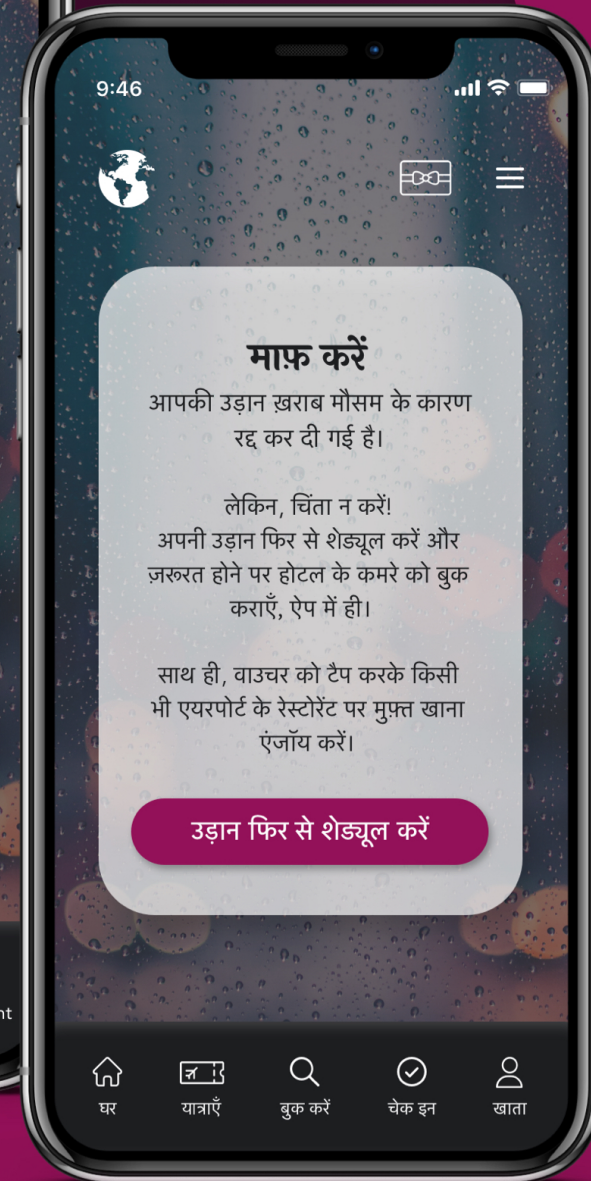 9:46
माफ़ करें
आपकी उड़ान ख़राब मौसम के कारण
रद्द कर दी गई है।
लेकिन, चिंता न करें!
अपनी उड़ान फिर से शेड्यूल करें और
ज़रूरत होने पर होटल के कमरे को बुक
कराएँ, ऐप में ही।
साथ ही, वाउचर को टैप करके किसी
भी एयरपोर्ट के रेस्टोरेंट पर मुफ़्त खाना
एंजॉय करें।
उड़ान फिर से शेड्यूल करें
घर यात्राएँ बुक करें चेक इन खाता